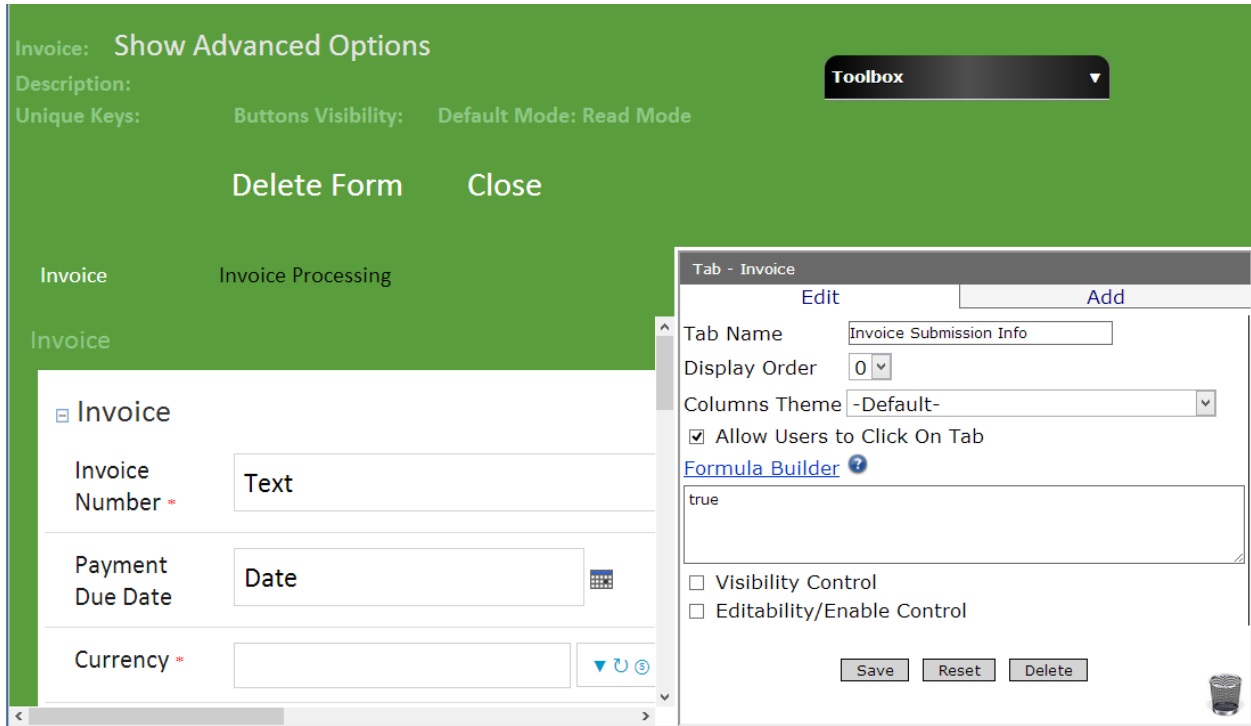 Invoice: Show Advanced Options
Description:
Unique Keys: Buttons Visibility: Default Mode: Read Mode
Toolbox
Delete Form Close
Invoice Invoice Processing
Invoice
Invoice
Invoice Number * Text
Payment Due Date Date
Currency *
Tab - Invoice
Edit Add
Tab Name Invoice Submission Info
Display Order 0
Columns Theme -Default-
Allow Users to Click On Tab
Formula Builder ?
true
Visibility Control
Editability/Enable Control
Save Reset Delete